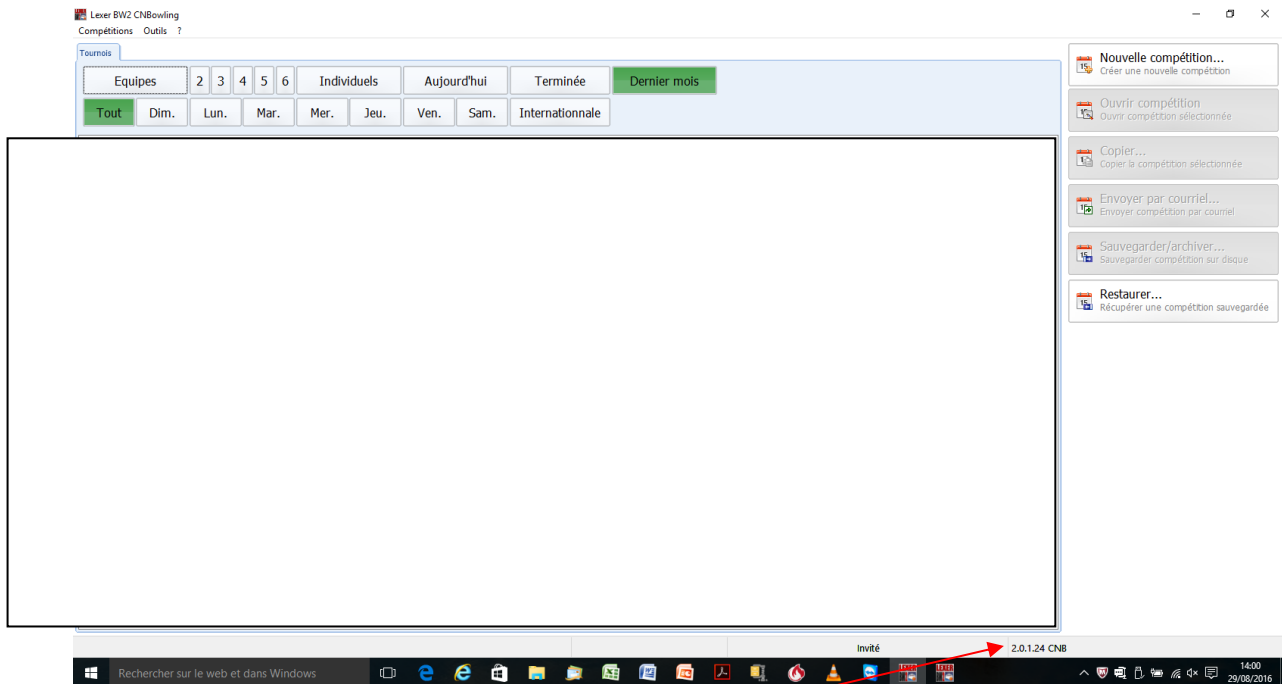 Lexer BW2 CNBowling
Compétitions Outils ?
Tournois
Equipes 2 3 4 5 6 Individuels Aujourd'hui Terminée Dernier mois
Tout Dim. Lun. Mar. Mer. Jeu. Ven. Sam. Internationnale
Nouvelle compétition...
Créer une nouvelle compétition
Ouvrir compétition
Ouvrir compétition sélectionnée
Copier...
Copier la compétition sélectionnée
Envoyer par courriel...
Envoyer compétition par courriel
Sauvegarder/archiver...
Sauvegarder compétition sur disque
Restaurer...
Récupérer une compétition sauvegardée
Invité 2.0.1.24 CNB
Rechercher sur le web et dans Windows
14:00
29/08/2016